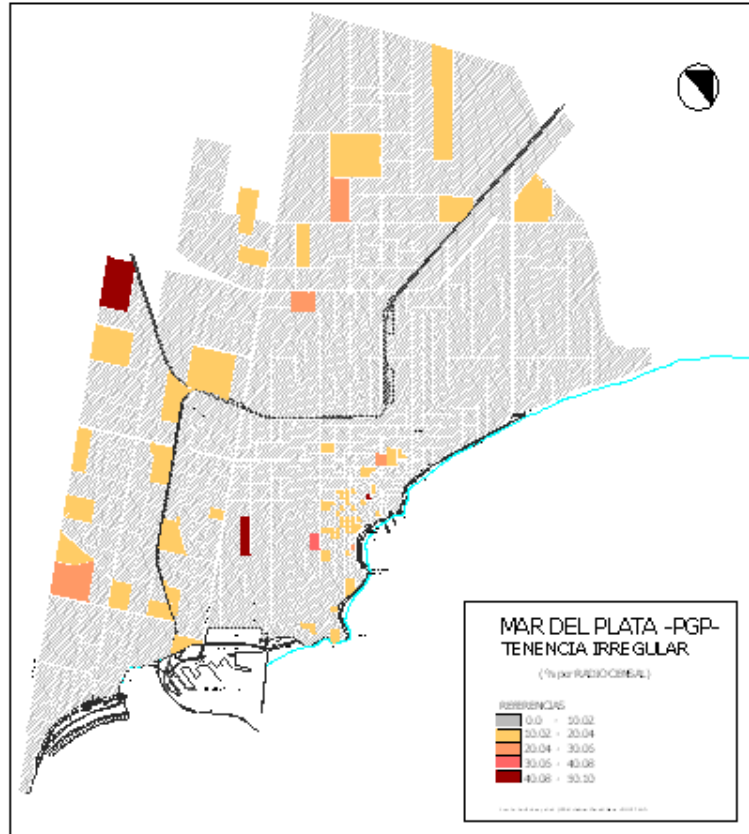 MAR DEL PLATA -PGP-
TENENCIA IRREGULAR
(% por RADIO CENSAL)
REFERENCIAS
0.0 - 10.02
10.02 - 20.04
20.04 - 30.06
30.06 - 40.08
40.08 - 50.10